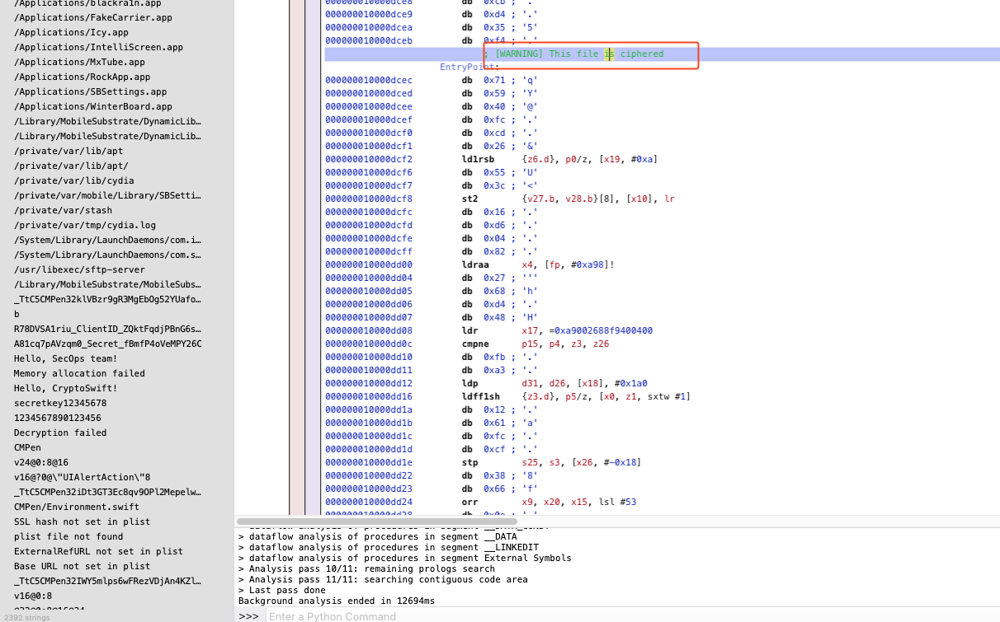 /Applications/blackra1n.app
/Applications/FakeCarrier.app
/Applications/Icy.app
/Applications/IntelliScreen.app
/Applications/MxTube.app
/Applications/RockApp.app
/Applications/SBSettings.app
/Applications/WinterBoard.app
/Library/MobileSubstrate/DynamicLib…
/Library/MobileSubstrate/DynamicLib…
/private/var/lib/apt
/private/var/lib/apt/
/private/var/lib/cydia
/private/var/mobile/Library/SBSetti…
/private/var/stash
/private/var/tmp/cydia.log
/System/Library/LaunchDaemons/com.i…
/System/Library/LaunchDaemons/com.s…
/usr/libexec/sftp-server
/Library/MobileSubstrate/MobileSubs…
_TtC5CMPen32klVBzr9gR3MgEbOg52YUafo…
b
R78DVSA1riu_ClientID_ZQktFqdjPBnG6s…
A81cq7pAVzqm0_Secret_fBmfP4oVeMPY26C
Hello, SecOps team!
Memory allocation failed
Hello, CryptoSwift!
secretkey12345678
1234567890123456
Decryption failed
CMPen
v24@0:8@16
v16@?0@\"UIAlertAction\"8
_TtC5CMPen32iDt3GT3Ec8qv9OPl2Mepelw…
CMPen/Environment.swift
SSL hash not set in plist
plist file not found
ExternalRefURL not set in plist
Base URL not set in plist
_TtC5CMPen32IWY5mlps6wFRezVDjAn4KZl…
v16@0:8
2392 strings
000000010000dce8 db 0xcb ; '.'
000000010000dce9 db 0xd4 ; '.'
000000010000dcea db 0x35 ; '5'
000000010000dceb db 0xf4 ; '.'
; [WARNING] This file is ciphered
EntryPoint:
000000010000dcec db 0x71 ; 'q'
000000010000dced db 0x59 ; 'Y'
000000010000dcee db 0x40 ; '@'
000000010000dcef db 0xfc ; '.'
000000010000dcf0 db 0xcd ; '.'
000000010000dcf1 db 0x26 ; '&'
000000010000dcf2 ld1rsb {z6.d}, p0/z, [x19, #0xa]
000000010000dcf6 db 0x55 ; 'U'
000000010000dcf7 db 0x3c ; '<'
000000010000dcf8 st2 {v27.b, v28.b}[8], [x10], lr
000000010000dcfc db 0x16 ; '.'
000000010000dcfd db 0xd6 ; '.'
000000010000dcfe db 0x04 ; '.'
000000010000dcff db 0x82 ; '.'
000000010000dd00 ldraa x4, [fp, #0xa98]!
000000010000dd04 db 0x27 ; '''
000000010000dd05 db 0x68 ; 'h'
000000010000dd06 db 0xd4 ; '.'
000000010000dd07 db 0x48 ; 'H'
000000010000dd08 ldr x17, =0xa9002688f9400400
000000010000dd0c cmpne p15, p4, z3, z26
000000010000dd10 db 0xfb ; '.'
000000010000dd11 db 0xa3 ; '.'
000000010000dd12 ldp d31, d26, [x18], #0x1a0
000000010000dd16 ldff1sh {z3.d}, p5/z, [x0, z1, sxtw #1]
000000010000dd1a db 0x12 ; '.'
000000010000dd1b db 0x61 ; 'a'
000000010000dd1c db 0xfc ; '.'
000000010000dd1d db 0xcf ; '.'
000000010000dd1e stp s25, s3, [x26, #-0x18]
000000010000dd22 db 0x38 ; '8'
000000010000dd23 db 0x66 ; 'f'
000000010000dd24 orr x9, x20, x15, lsl #53
> dataflow analysis of procedures in segment __DATA
> dataflow analysis of procedures in segment __LINKEDIT
> dataflow analysis of procedures in segment External Symbols
> Analysis pass 10/11: remaining prologs search
> Analysis pass 11/11: searching contiguous code area
> Last pass done
Background analysis ended in 12694ms
>>> Enter a Python Command